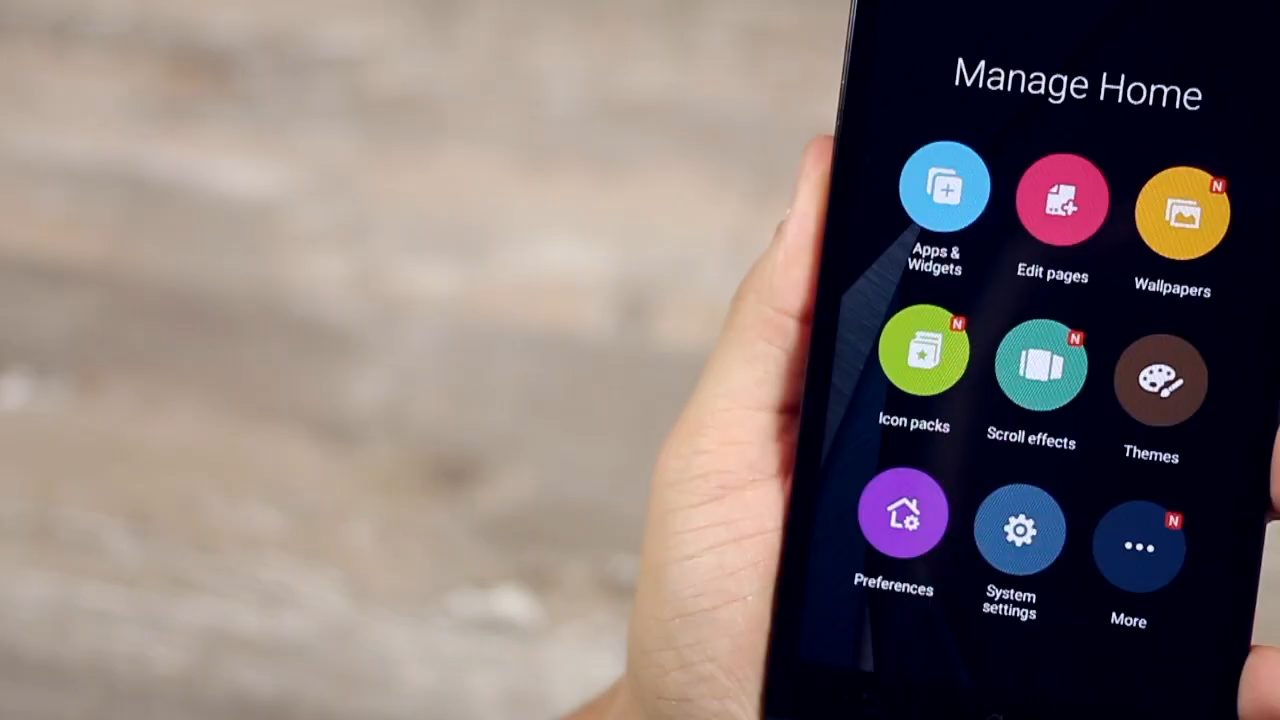 Manage Home
Apps &
Widgets
Edit pages
N
Wallpapers
N
Icon packs
N
Scroll effects
Themes
Preferences
System
settings
N
More